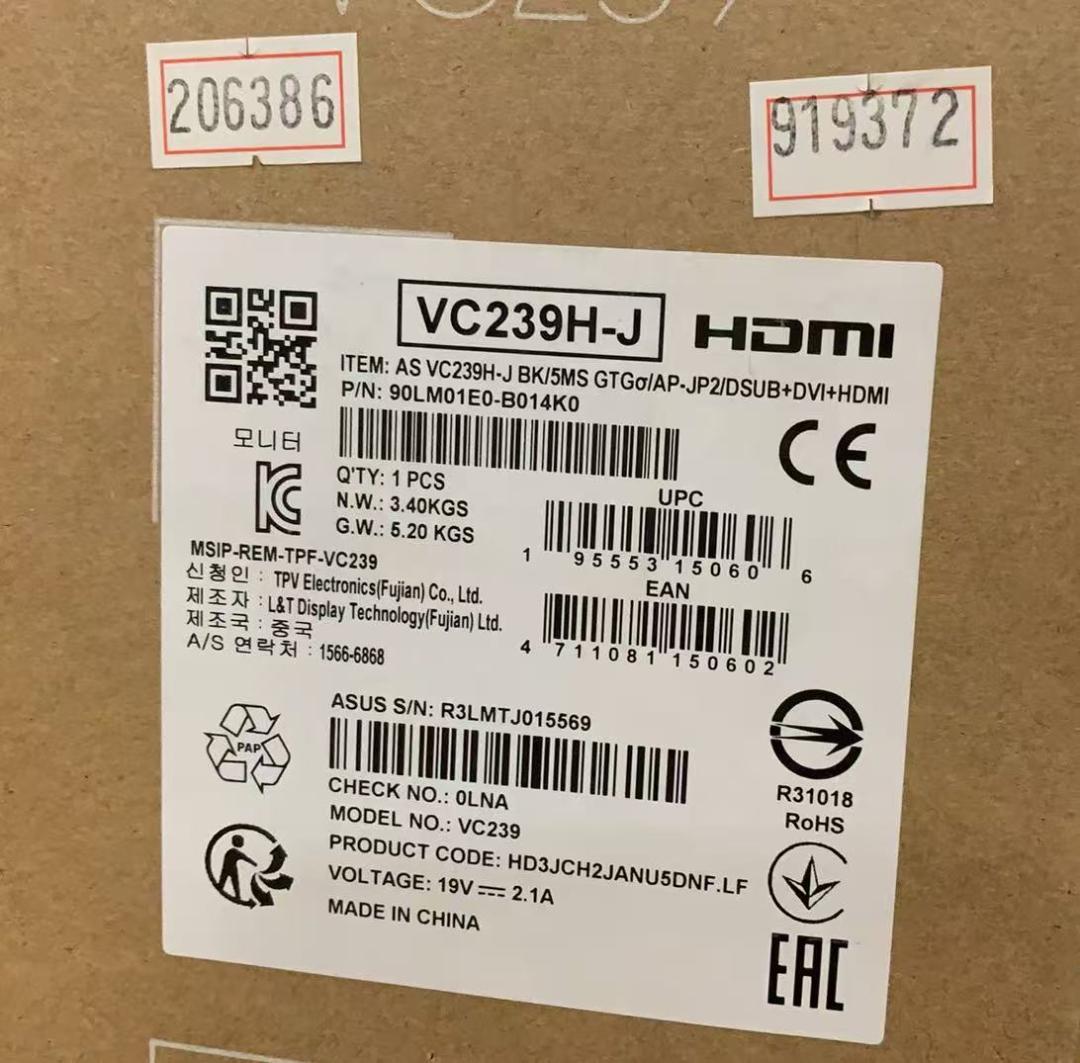 VC239
206386
919372
VC239H-J
HDMI
ITEM: AS VC239H-J BK/5MS GTGσ/AP-JP2/DSUB+DVI+HDMI
P/N: 90LM01E0-B014K0
모니터
CE
Q'TY: 1 PCS
N.W.: 3.40KGS
G.W.: 5.20 KGS
UPC
1 95553 15060 6
EAN
4 711081 150602
MSIP-REM-TPF-VC239
신청인 : TPV Electronics(Fujian) Co., Ltd.
제조자 : L&T Display Technology(Fujian) Ltd.
제조국 : 중국
A/S 연락처 : 1566-6868
ASUS S/N: R3LMTJ015569
PAP
CHECK NO.: 0LNA
MODEL NO.: VC239
PRODUCT CODE: HD3JCH2JANU5DNF.LF
VOLTAGE: 19V⎓ 2.1A
MADE IN CHINA
R31018
RoHS
EAC